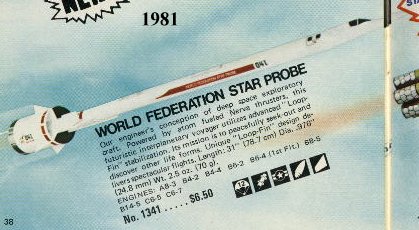 NEW!
1981
041
WORLD FEDERATION STAR PROBE
Our engineer's conception of deep space exploratory
craft. Powered by atom fueled Nerva thrusters, this
futuristic interplanetary voyager utilizes advanced "Loop-
Fin" stabilization. Its mission is to peacefully seek-out and
discover other life forms. Unique "Loop-Fin" design de-
livers spectacular flights. Length: 31" (78.7 cm) Dia. .976"
(24.8 mm) Wt. 2.5 oz. (70 g).
ENGINES: A8-3 B4-2 B4-4 B6-2 B6-4 (1st Flt.) B8-5
B14-5 C6-5 C6-7
No. 1341 ..... $6.50
38